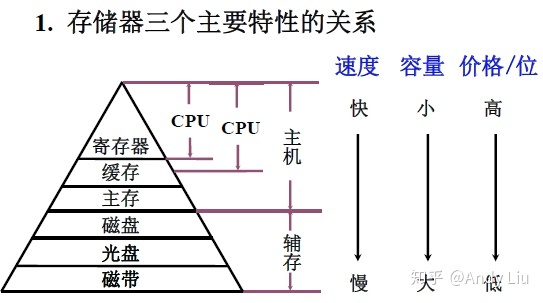 1. 存储器三个主要特性的关系
速度 容量 价格/位
快 小 高
CPU CPU 主机
寄存器
缓存
主存
磁盘
光盘
磁带
辅存
慢 大 低
知乎 @Andy Liu